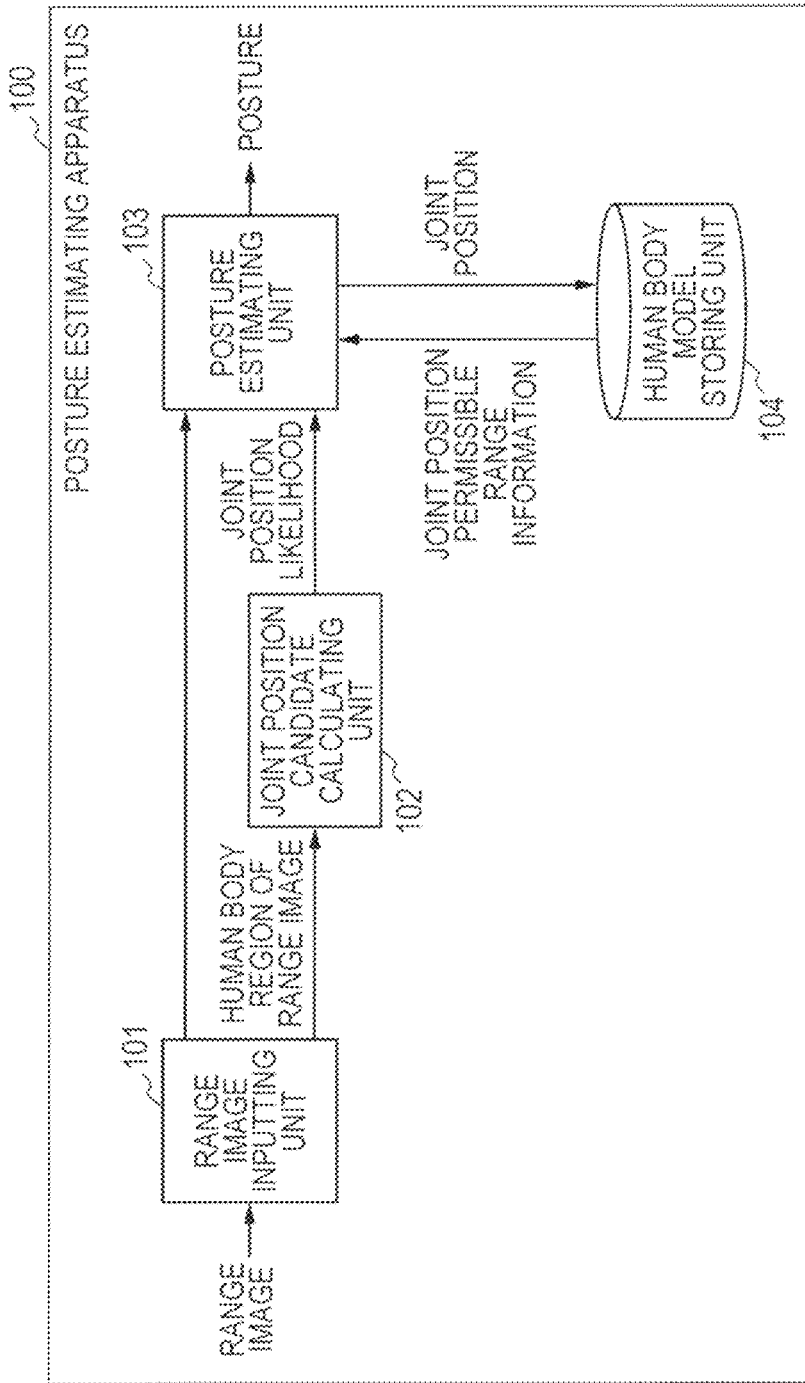 100
POSTURE ESTIMATING APPARATUS
RANGE
IMAGE
101
RANGE
IMAGE
INPUTTING
UNIT
HUMAN BODY
REGION OF
RANGE IMAGE
JOINT POSITION
CANDIDATE
CALCULATING
UNIT
102
JOINT
POSITION
LIKELIHOOD
103
POSTURE
ESTIMATING
UNIT
POSTURE
JOINT POSITION
PERMISSIBLE
RANGE
INFORMATION
JOINT
POSITION
HUMAN BODY
MODEL
STORING UNIT
104